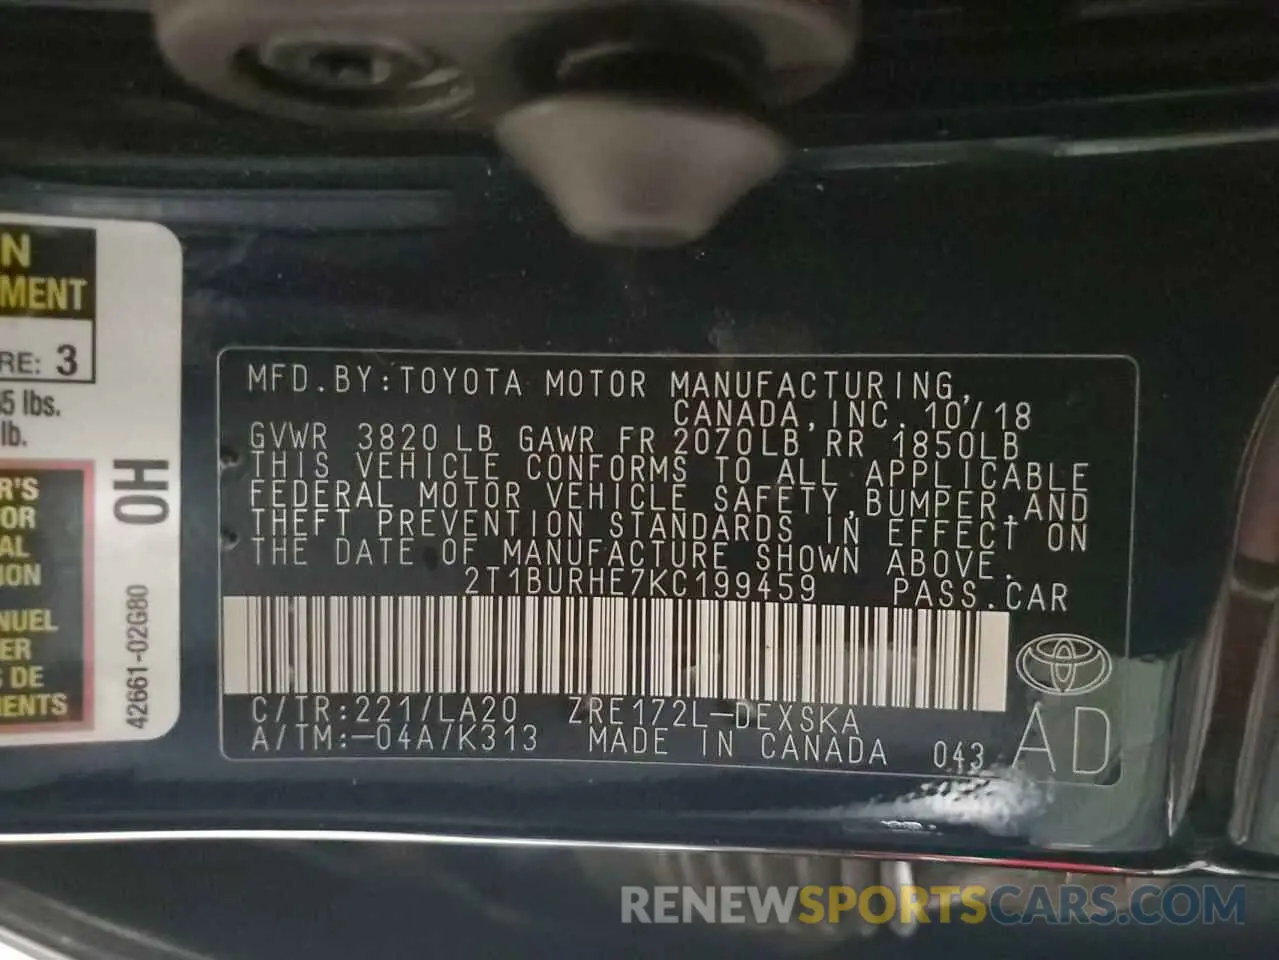 N
MENT
RE: 3
5 lbs.
lb.
R'S
OR
AL
ION
NUEL
ER
DE
MENTS
0H
42661-02G80
MFD.BY:TOYOTA MOTOR MANUFACTURING,
CANADA,INC. 10/18
GVWR 3820LB GAWR FR 2070LB RR 1850LB
THIS VEHICLE CONFORMS TO ALL APPLICABLE
FEDERAL MOTOR VEHICLE SAFETY,BUMPER,AND
THEFT PREVENTION STANDARDS IN EFFECT ON
THE DATE OF MANUFACTURE SHOWN ABOVE.
2T1BURHE7KC199459 PASS.CAR
C/TR:221/LA20 ZRE172L-DEXSKA
A/TM:-04A/K313 MADE IN CANADA 043 AD
RENEWSPORTSCARS.COM